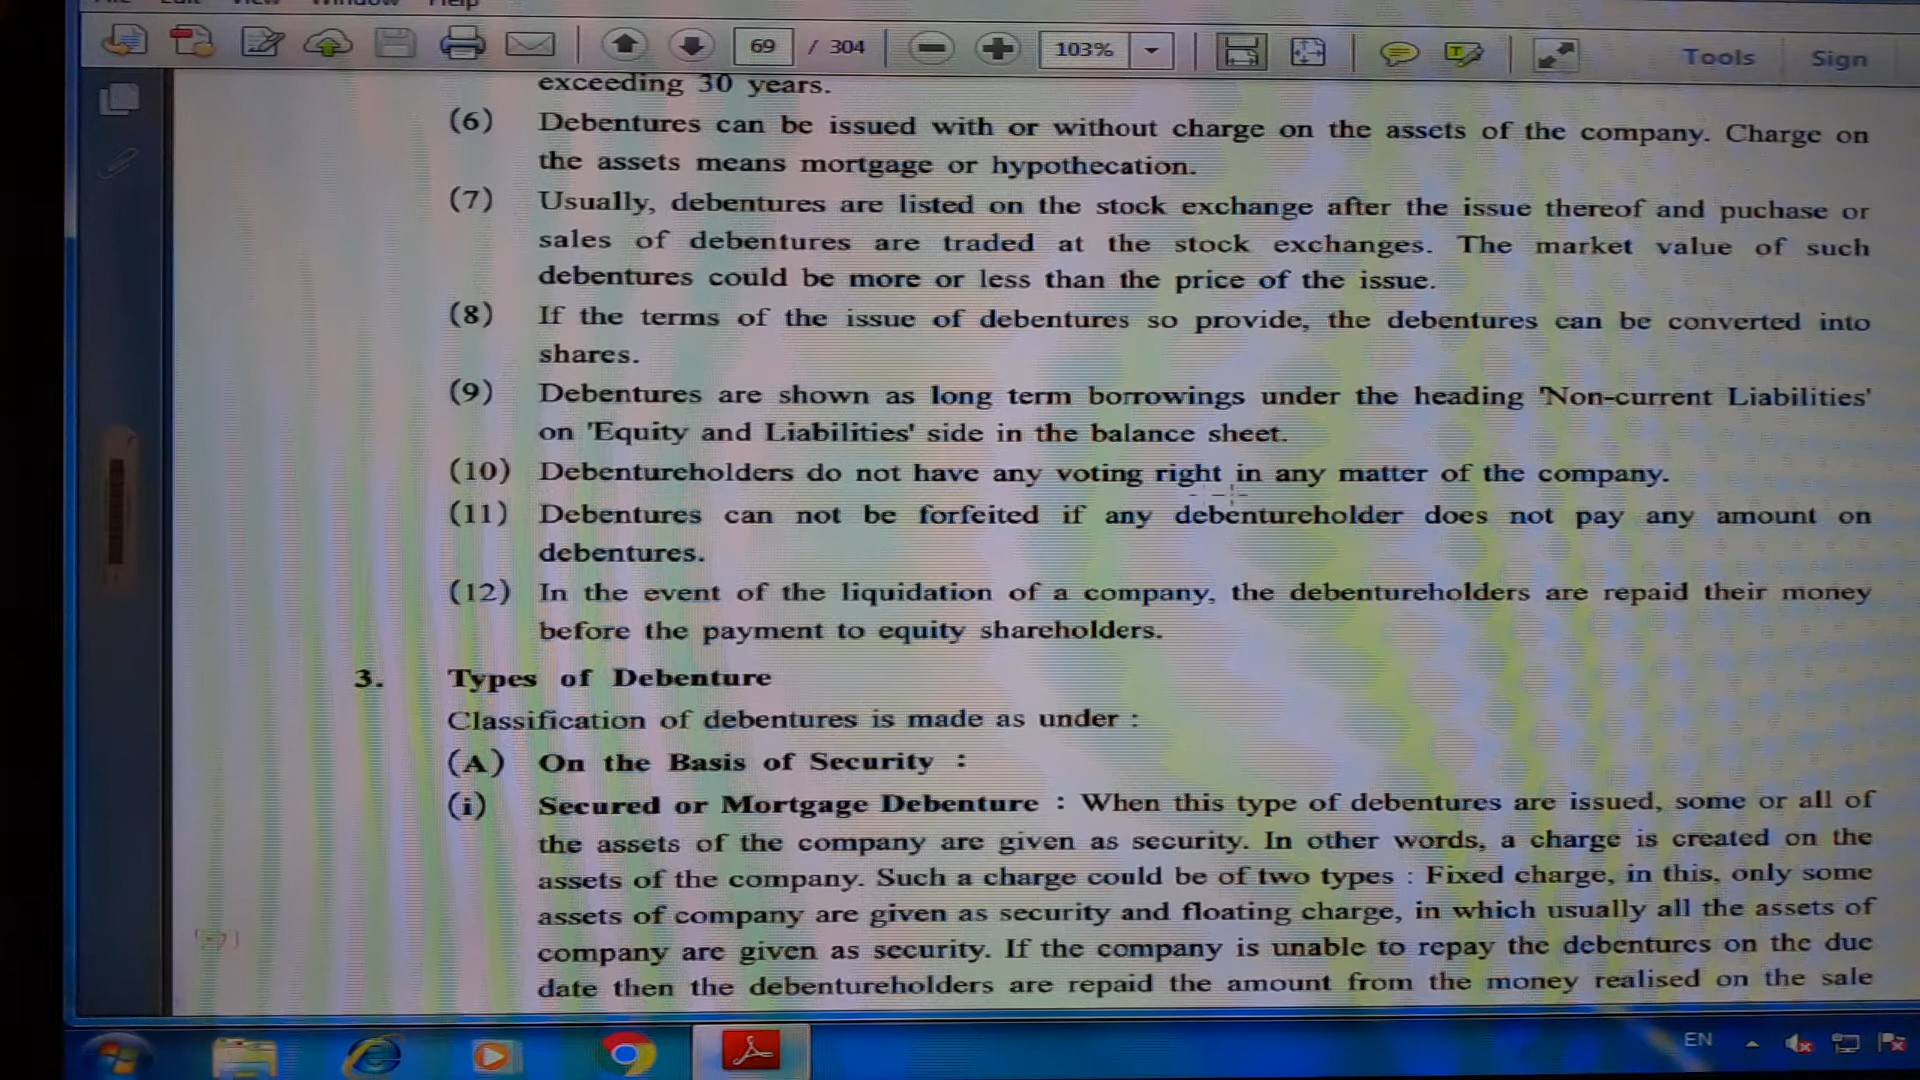 Window Help
69 / 304
103%
Tools
Sign
exceeding 30 years.
(6) Debentures can be issued with or without charge on the assets of the company. Charge on
the assets means mortgage or hypothecation.
(7) Usually, debentures are listed on the stock exchange after the issue thereof and puchase or
sales of debentures are traded at the stock exchanges. The market value of such
debentures could be more or less than the price of the issue.
(8) If the terms of the issue of debentures so provide, the debentures can be converted into
shares.
(9) Debentures are shown as long term borrowings under the heading 'Non-current Liabilities'
on 'Equity and Liabilities' side in the balance sheet.
(10) Debentureholders do not have any voting right in any matter of the company.
(11) Debentures can not be forfeited if any debentureholder does not pay any amount on
debentures.
(12) In the event of the liquidation of a company, the debentureholders are repaid their money
before the payment to equity shareholders.
3. Types of Debenture
Classification of debentures is made as under :
(A) On the Basis of Security :
(i) Secured or Mortgage Debenture : When this type of debentures are issued, some or all of
the assets of the company are given as security. In other words, a charge is created on the
assets of the company. Such a charge could be of two types : Fixed charge, in this, only some
assets of company are given as security and floating charge, in which usually all the assets of
company are given as security. If the company is unable to repay the debentures on the due
date then the debentureholders are repaid the amount from the money realised on the sale
EN